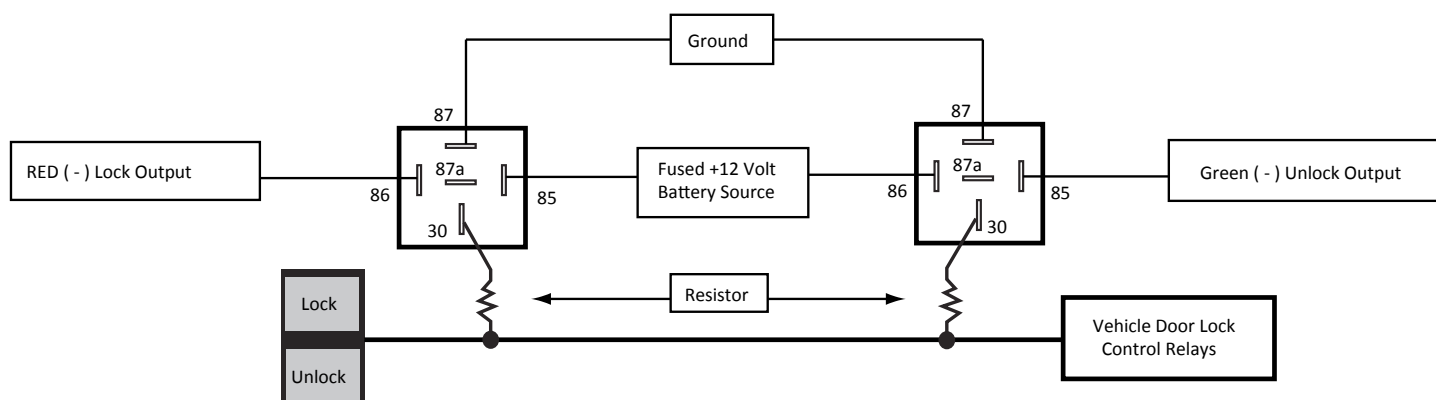 Ground
87
87
RED ( - ) Lock Output
87a
86
85
30
Fused +12 Volt
Battery Source
87a
86
85
30
Green ( - ) Unlock Output
Lock
Unlock
Resistor
Vehicle Door Lock
Control Relays